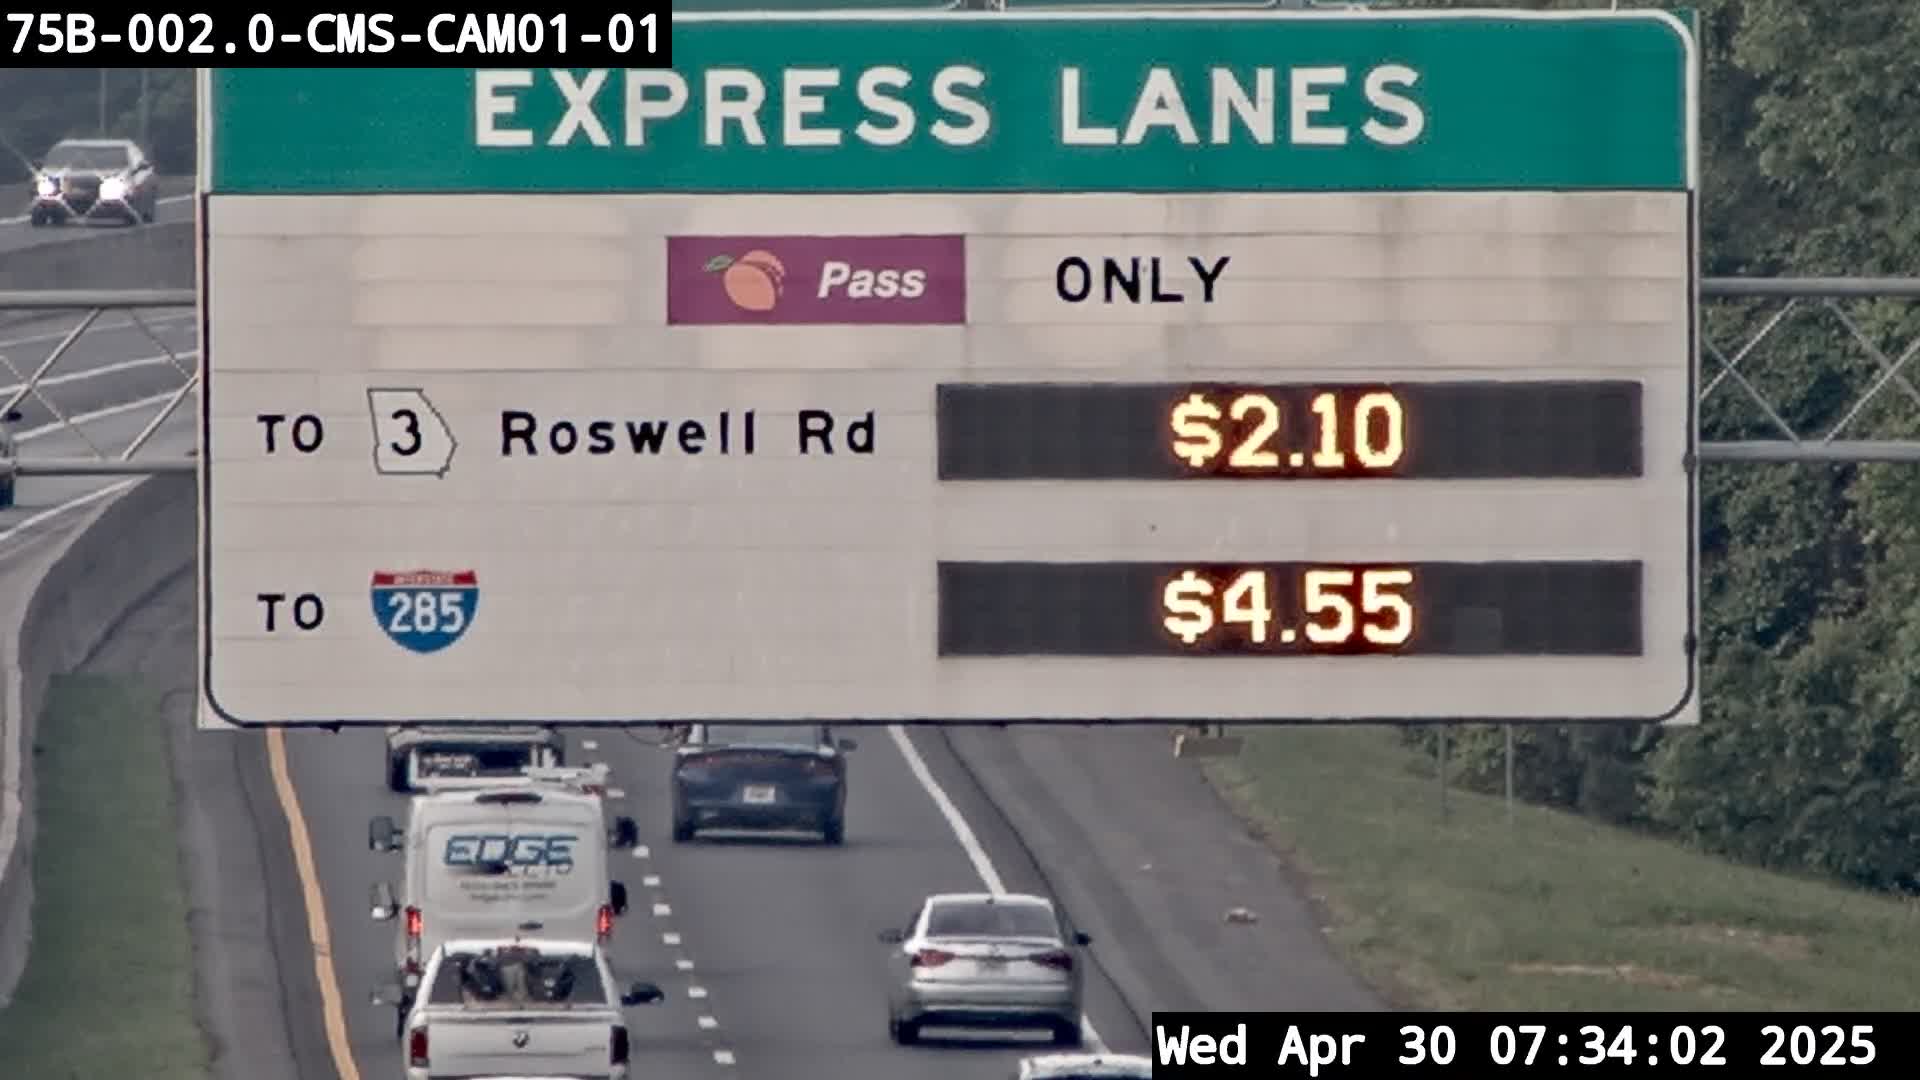 75B-002.0-CMS-CAM01-01
EXPRESS LANES
Pass ONLY
TO 3 Roswell Rd $2.10
TO INTERSTATE 285 $4.55
EDGE
Wed Apr 30 07:34:02 2025